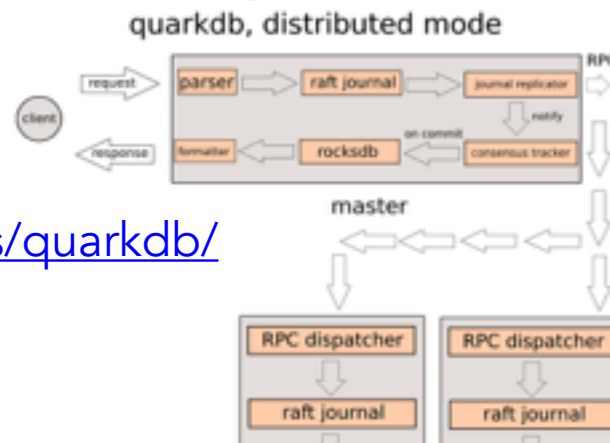 quarkdb, distributed mode
RPC
request parser raft journal journal replicator
client
notify
on commit
response formatter rocksdb consensus tracker
master
s/quarkdb/
RPC dispatcher RPC dispatcher
raft journal raft journal